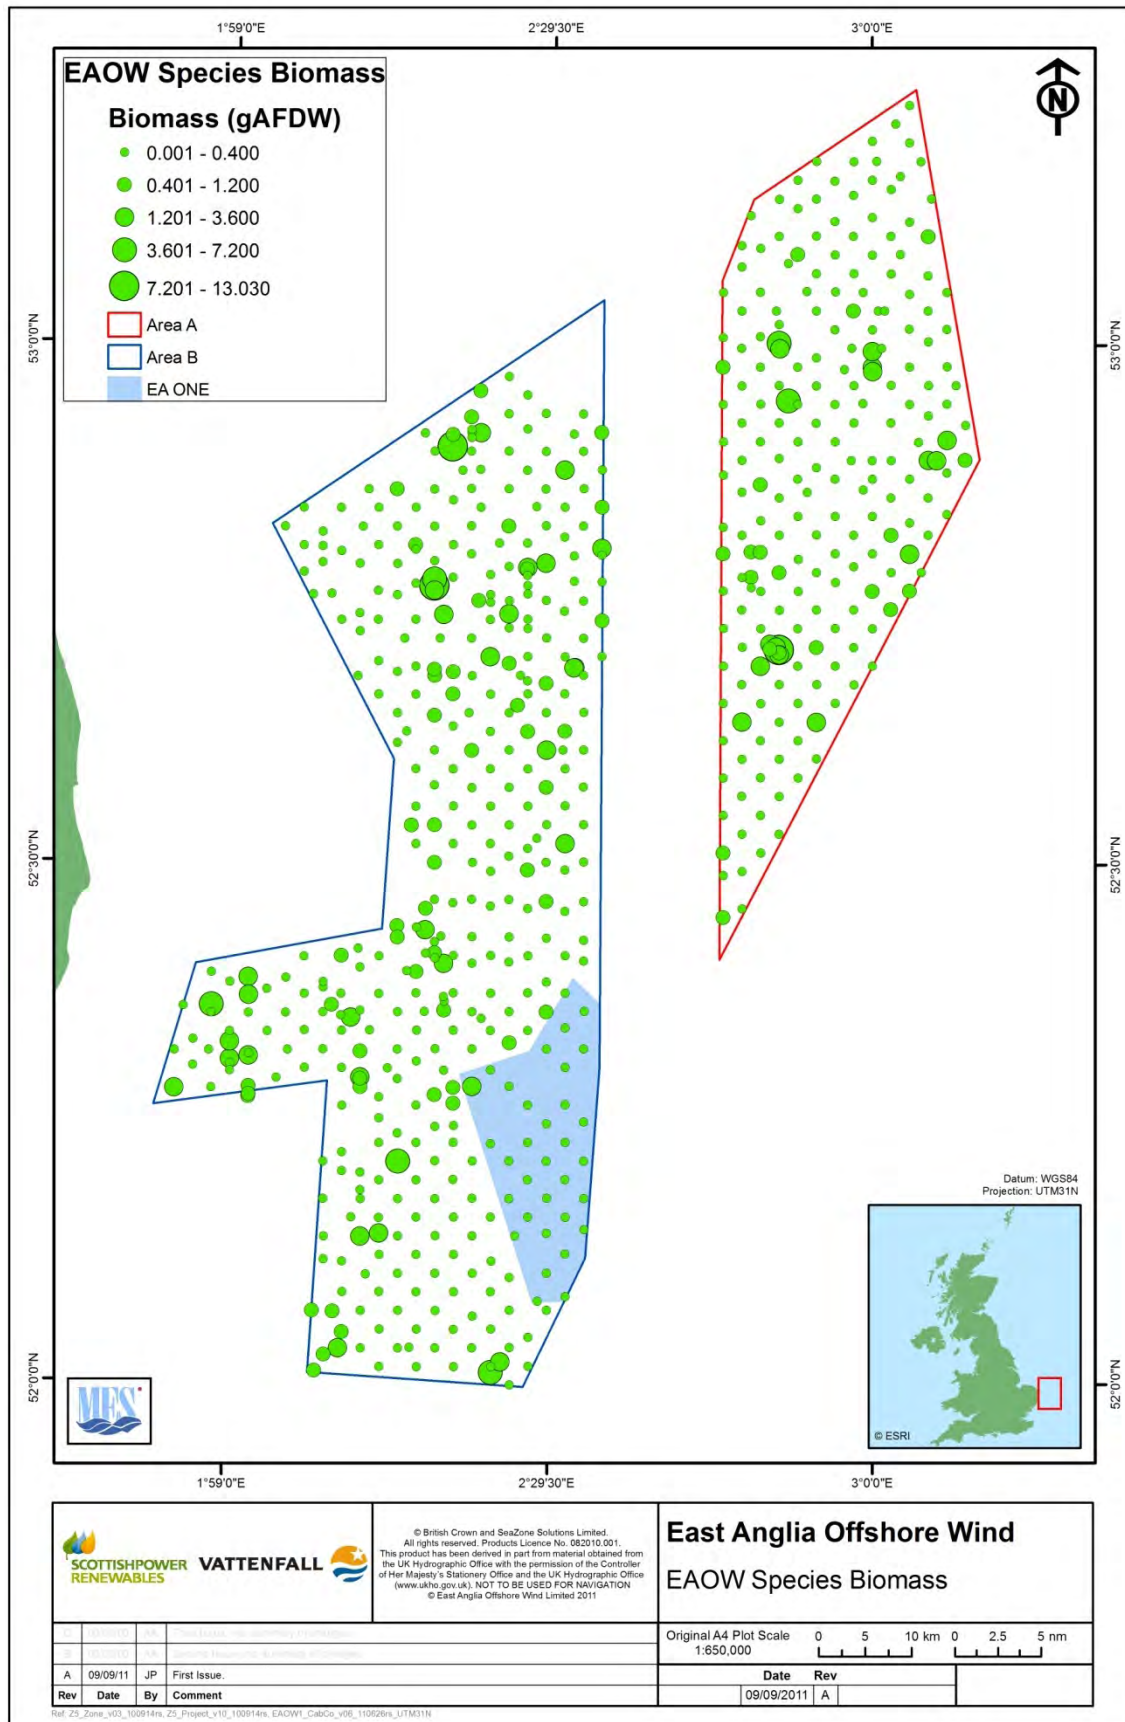 1°59'0"E
2°29'30"E
3°0'0"E
EAOW Species Biomass
Biomass (gAFDW)
0.001 - 0.400
0.401 - 1.200
1.201 - 3.600
3.601 - 7.200
7.201 - 13.030
Area A
Area B
EA ONE
N
53°0'0"N
53°0'0"N
52°30'0"N
52°30'0"N
Datum: WGS84
Projection: UTM31N
52°0'0"N
52°0'0"N
MES
© ESRI
1°59'0"E
2°29'30"E
3°0'0"E
SCOTTISHPOWER
RENEWABLES
VATTENFALL
© British Crown and SeaZone Solutions Limited.
All rights reserved. Products Licence No. 082010.001.
This product has been derived in part from material obtained from
the UK Hydrographic Office with the permission of the Controller
of Her Majesty's Stationery Office and the UK Hydrographic Office
(www.ukho.gov.uk). NOT TO BE USED FOR NAVIGATION
© East Anglia Offshore Wind Limited 2011
East Anglia Offshore Wind
EAOW Species Biomass
Original A4 Plot Scale
1:650,000
0 5 10 km 0 2.5 5 nm
A 09/09/11 JP First Issue.
Rev Date By Comment
Date Rev
09/09/2011 A
Ref: Z5_Zone_v03_100914rs, Z5_Project_v10_100914rs, EAOW1_CabCo_v06_110626rs_UTM31N